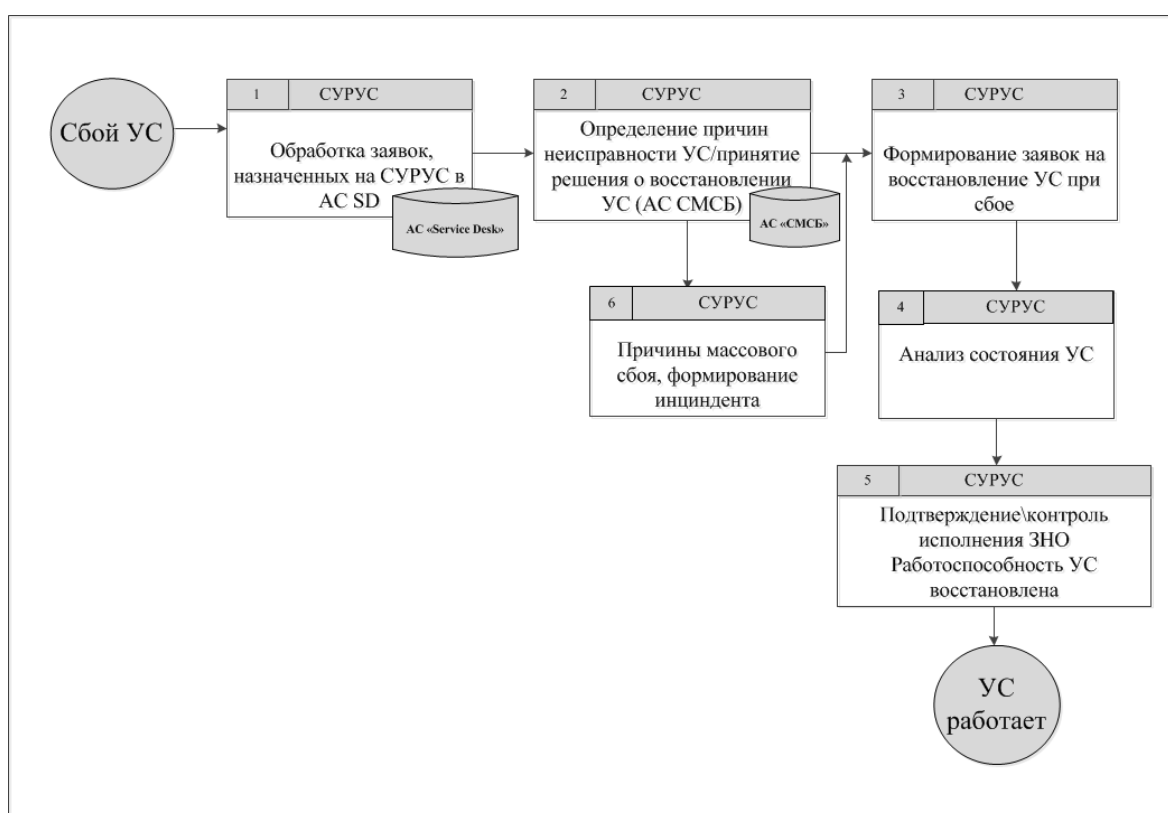 Сбой УС
1 СУРУС
Обработка заявок,
назначенных на СУРУС в
АС SD
АС «Service Desk»
2 СУРУС
Определение причин
неисправности УС/принятие
решения о восстановлении
УС (АС СМСБ)
АС «СМСБ»
3 СУРУС
Формирование заявок на
восстановление УС при
сбое
6 СУРУС
Причины массового
сбоя, формирование
инциндента
4 СУРУС
Анализ состояния УС
5 СУРУС
Подтверждение\контроль
исполнения ЗНО
Работоспособность УС
восстановлена
УС
работает